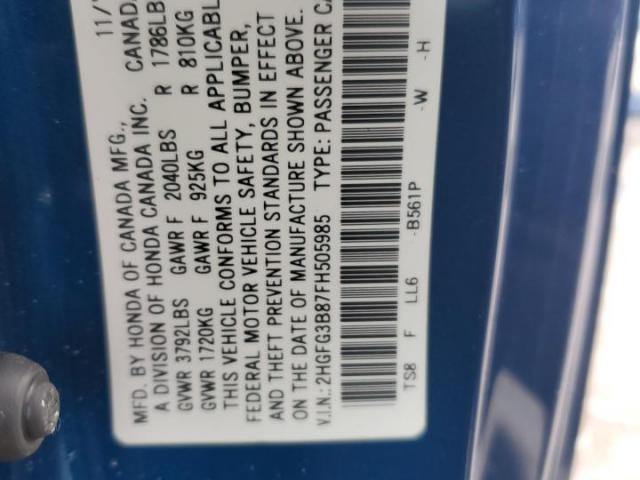 MFD. BY HONDA OF CANADA MFG., 11/
A DIVISION OF HONDA CANADA INC. CANAD
GVWR 3792LBS GAWR F 2040LBS R 1786LB
GVWR 1720KG GAWR F 925KG R 810KG
THIS VEHICLE CONFORMS TO ALL APPLICABL
FEDERAL MOTOR VEHICLE SAFETY, BUMPER,
AND THEFT PREVENTION STANDARDS IN EFFECT
ON THE DATE OF MANUFACTURE SHOWN ABOVE.
V.I.N.: 2HGFG3B87FH505985 TYPE: PASSENGER CA
TS8 F LL6 -B561P -W -H